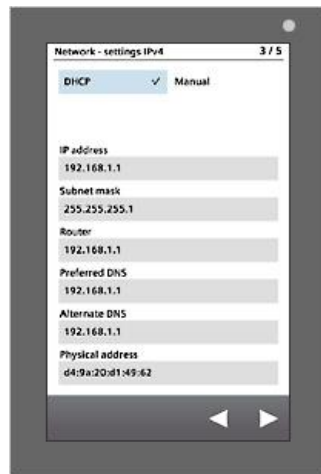 Network - settings IPv4 3 / 5
DHCP ✓ Manual
IP address
192.168.1.1
Subnet mask
255.255.255.1
Router
192.168.1.1
Preferred DNS
192.168.1.1
Alternate DNS
192.168.1.1
Physical address
d4:9a:20:d1:49:62